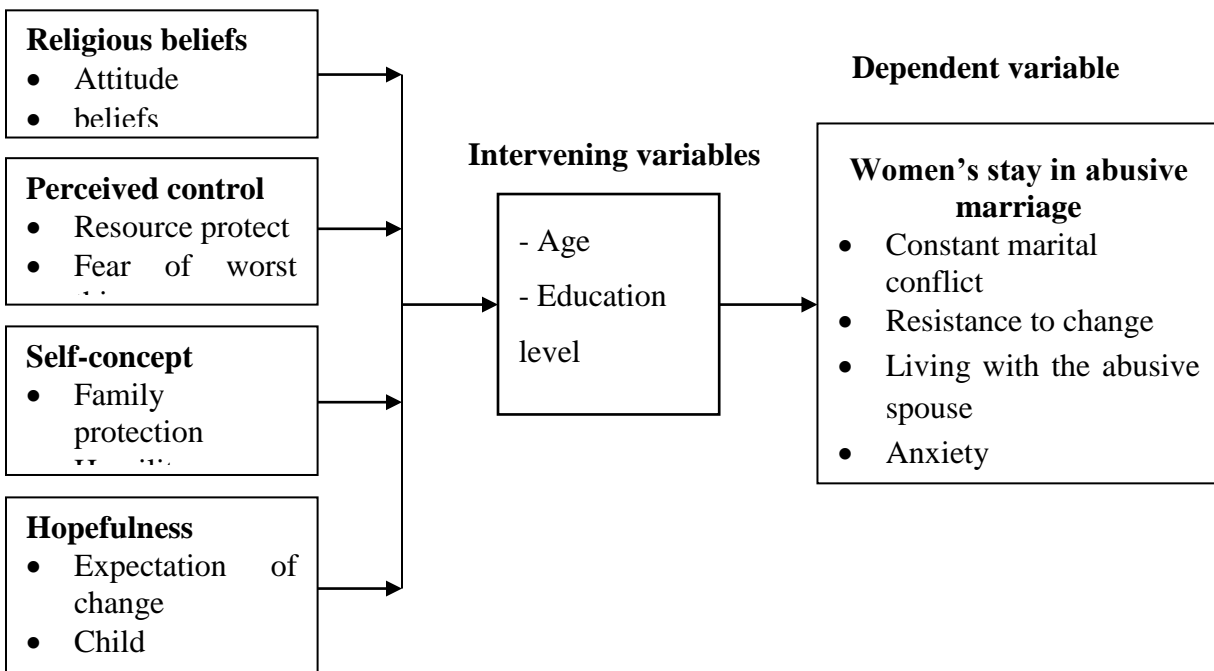 Religious beliefs
• Attitude
• beliefs
Perceived control
• Resource protect
• Fear of worst
Self-concept
• Family
protection
Hopefulness
• Expectation of
change
• Child
Intervening variables
- Age
- Education
level
Dependent variable
Women’s stay in abusive
marriage
• Constant marital
conflict
• Resistance to change
• Living with the abusive
spouse
• Anxiety